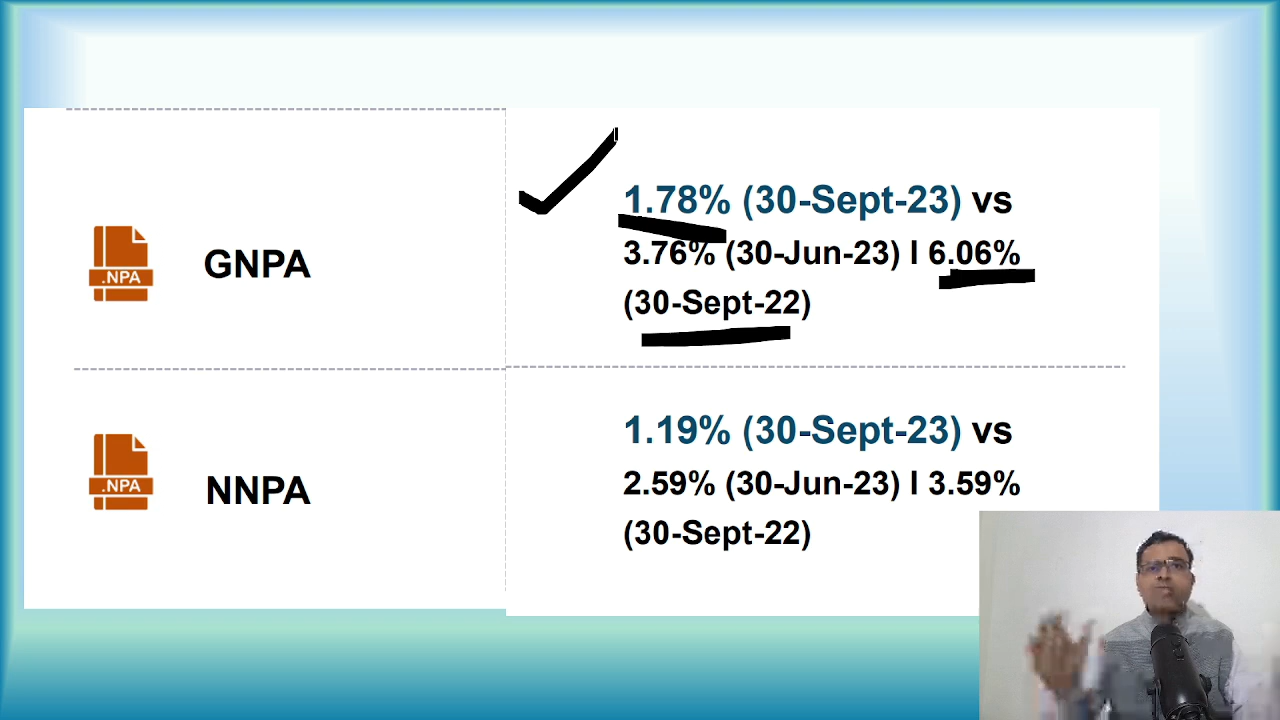 .NPA
GNPA
1.78% (30-Sept-23) vs
3.76% (30-Jun-23) I 6.06%
(30-Sept-22)
.NPA
NNPA
1.19% (30-Sept-23) vs
2.59% (30-Jun-23) I 3.59%
(30-Sept-22)